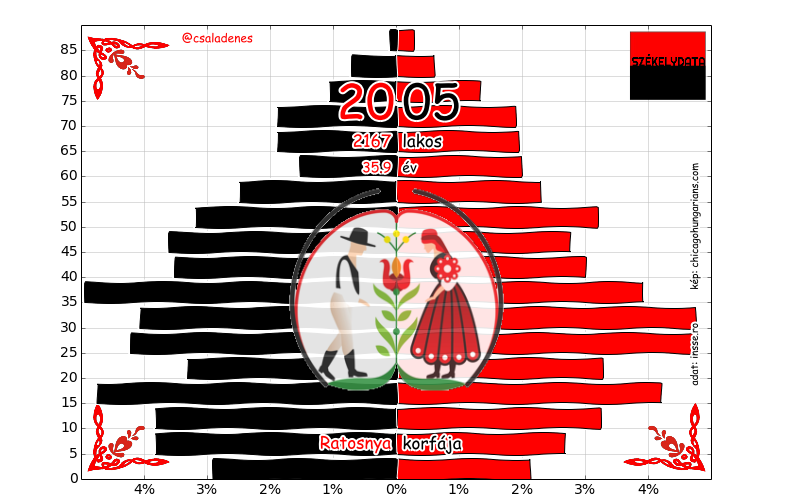 @csaladenes
SZÉKELYDATA
2005
2167 lakos
35.9 év
kép: chicagohungarians.com
adat: insse.ro
Ratosnya korfája
85
80
75
70
65
60
55
50
45
40
35
30
25
20
15
10
5
0
4% 3% 2% 1% 0% 1% 2% 3% 4%